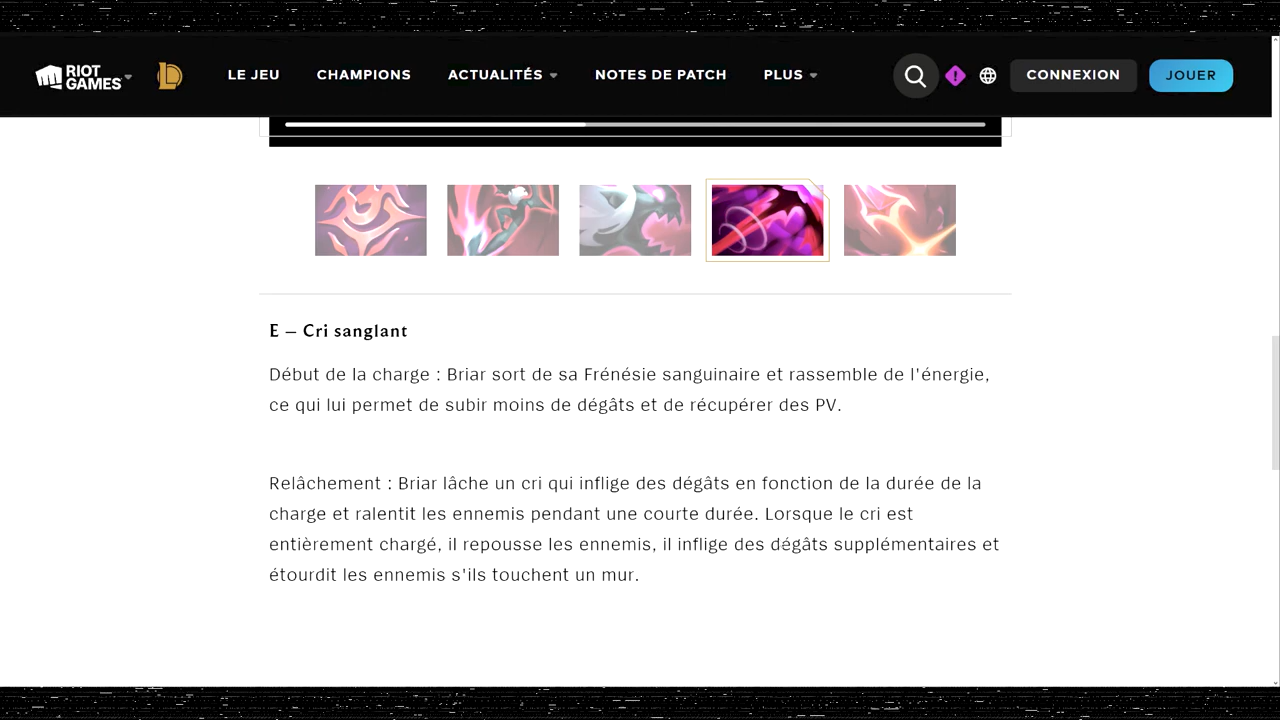 RIOT
GAMES
LE JEU
CHAMPIONS
ACTUALITÉS
NOTES DE PATCH
PLUS
CONNEXION
JOUER
E – Cri sanglant
Début de la charge : Briar sort de sa Frénésie sanguinaire et rassemble de l'énergie,
ce qui lui permet de subir moins de dégâts et de récupérer des PV.
Relâchement : Briar lâche un cri qui inflige des dégâts en fonction de la durée de la
charge et ralentit les ennemis pendant une courte durée. Lorsque le cri est
entièrement chargé, il repousse les ennemis, il inflige des dégâts supplémentaires et
étourdit les ennemis s'ils touchent un mur.